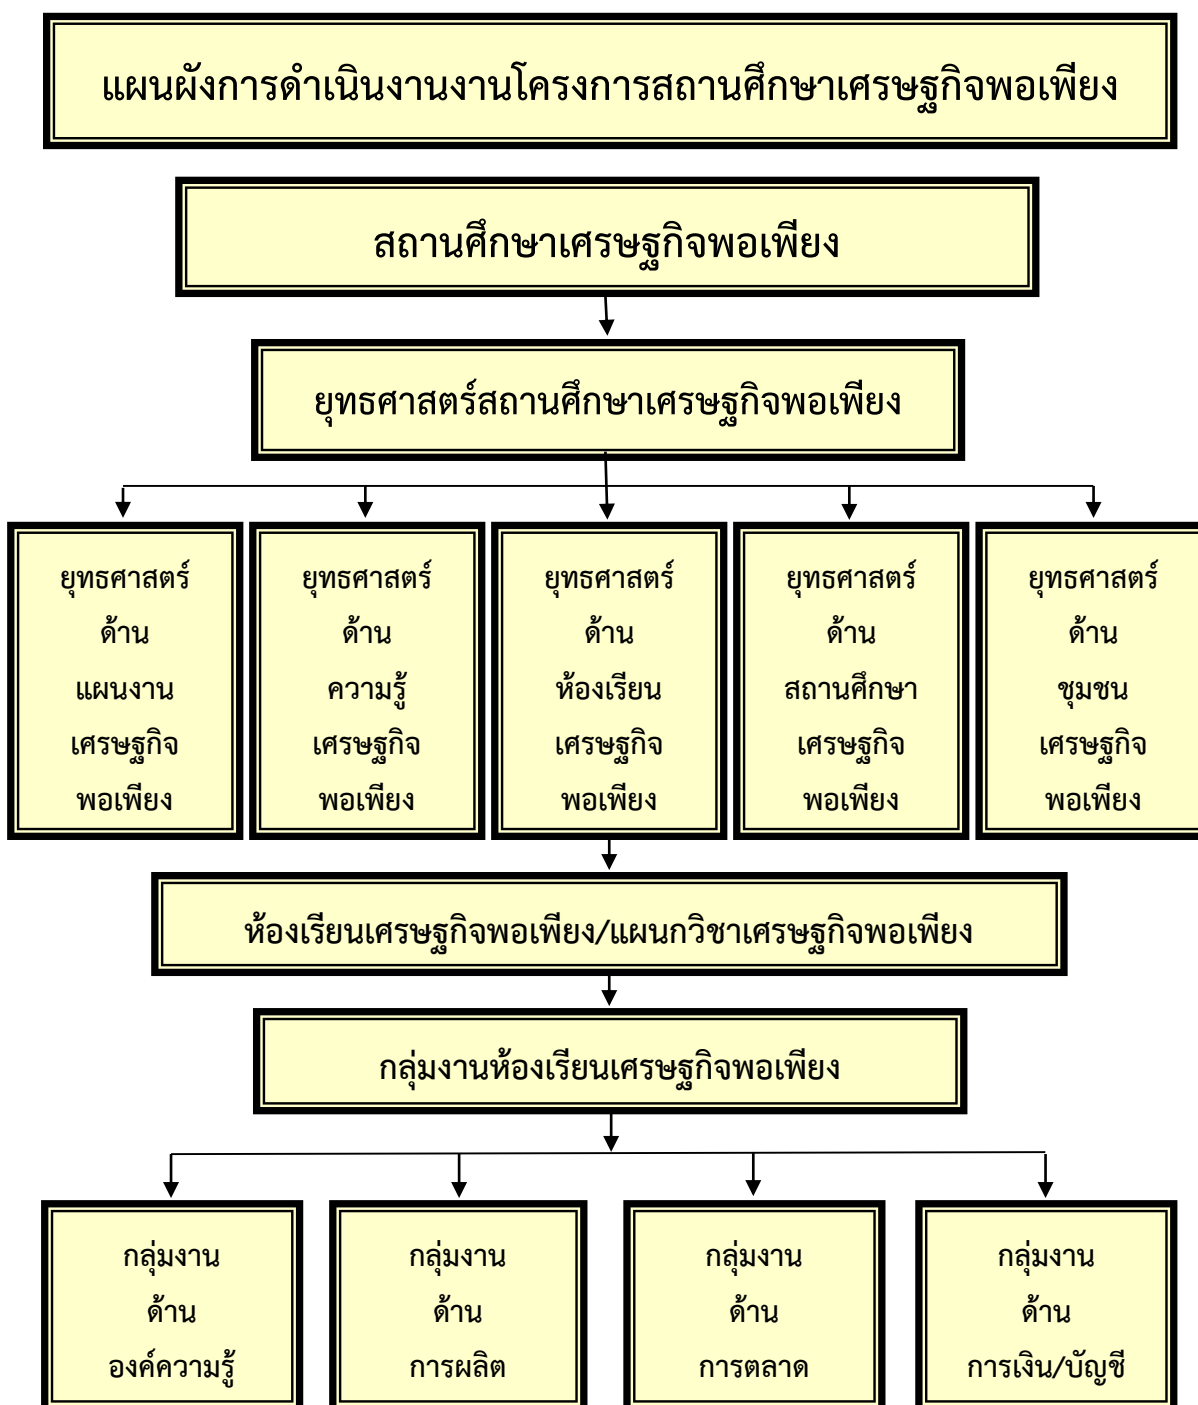 แผนผังการดำเนินงานงานโครงการสถานศึกษาเศรษฐกิจพอเพียง
สถานศึกษาเศรษฐกิจพอเพียง
ยุทธศาสตร์สถานศึกษาเศรษฐกิจพอเพียง
ยุทธศาสตร์
ด้าน
แผนงาน
เศรษฐกิจ
พอเพียง
ยุทธศาสตร์
ด้าน
ความรู้
เศรษฐกิจ
พอเพียง
ยุทธศาสตร์
ด้าน
ห้องเรียน
เศรษฐกิจ
พอเพียง
ยุทธศาสตร์
ด้าน
สถานศึกษา
เศรษฐกิจ
พอเพียง
ยุทธศาสตร์
ด้าน
ชุมชน
เศรษฐกิจ
พอเพียง
ห้องเรียนเศรษฐกิจพอเพียง/แผนกวิชาเศรษฐกิจพอเพียง
กลุ่มงานห้องเรียนเศรษฐกิจพอเพียง
กลุ่มงาน
ด้าน
องค์ความรู้
กลุ่มงาน
ด้าน
การผลิต
กลุ่มงาน
ด้าน
การตลาด
กลุ่มงาน
ด้าน
การเงิน/บัญชี